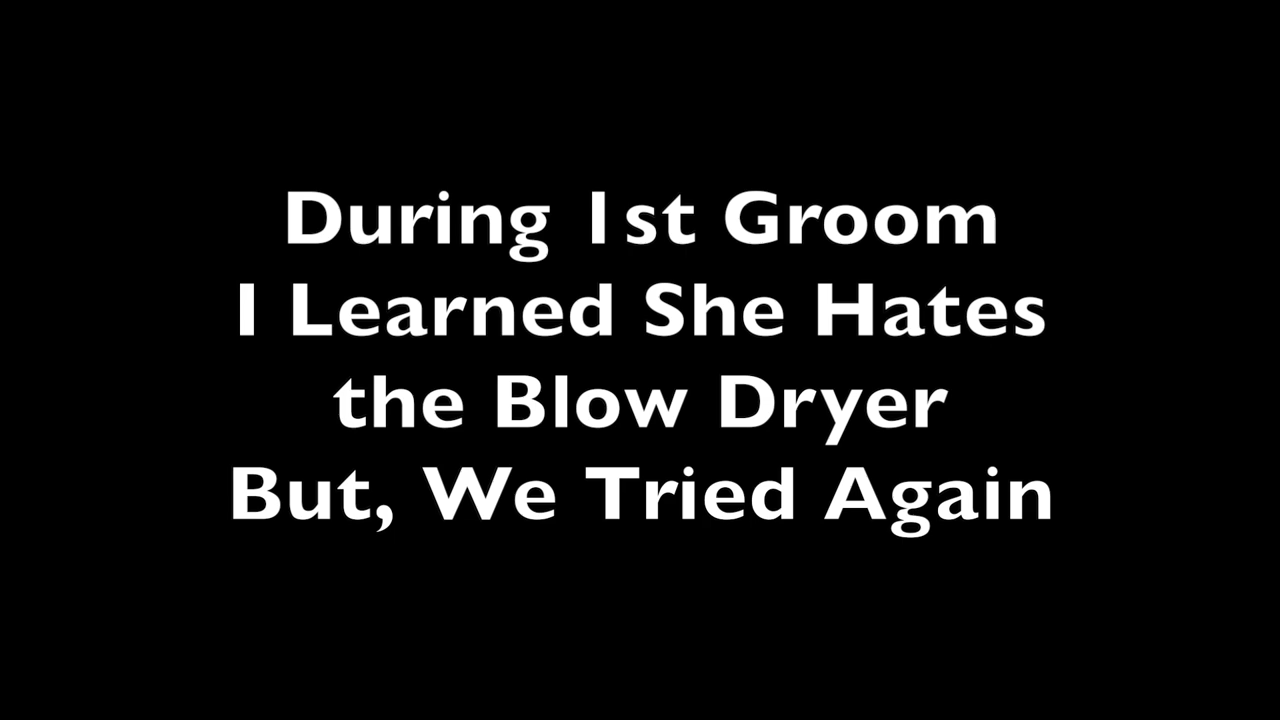 During 1st Groom
I Learned She Hates
the Blow Dryer
But, We Tried Again